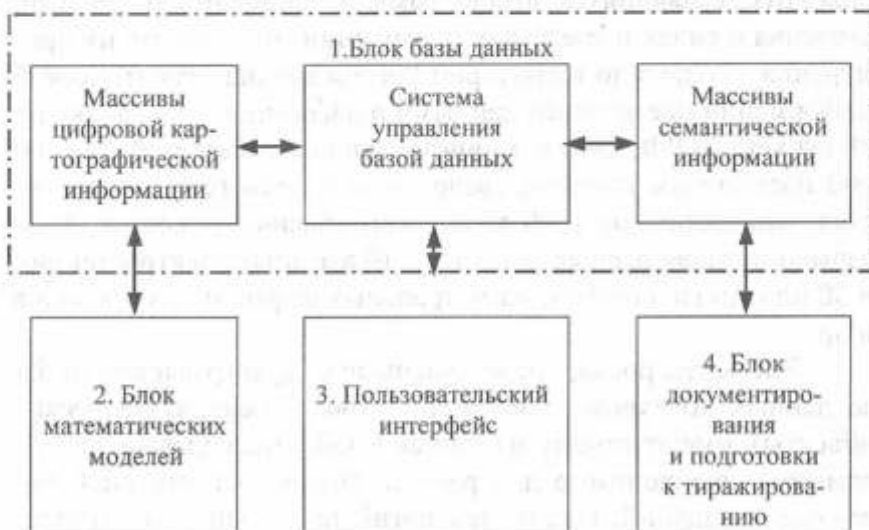 1.Блок базы данных
Массивы
цифровой кар-
тографической
информации
Система
управления
базой данных
Массивы
семантической
информации
2. Блок
математических
моделей
3. Пользовательский
интерфейс
4. Блок
документиро-
вания
и подготовки
к тиражирова-
нию